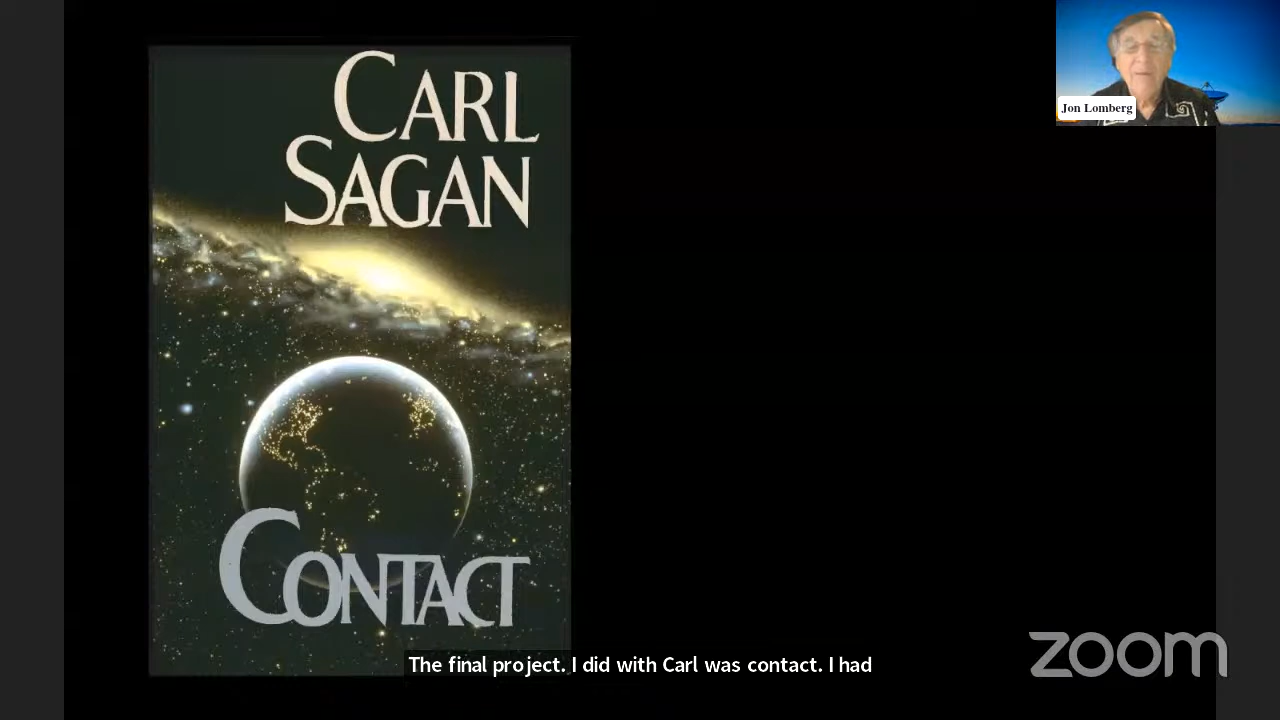 CARL
SAGAN
Jon Lomberg
CONTACT
The final project. I did with Carl was contact. I had
zoom